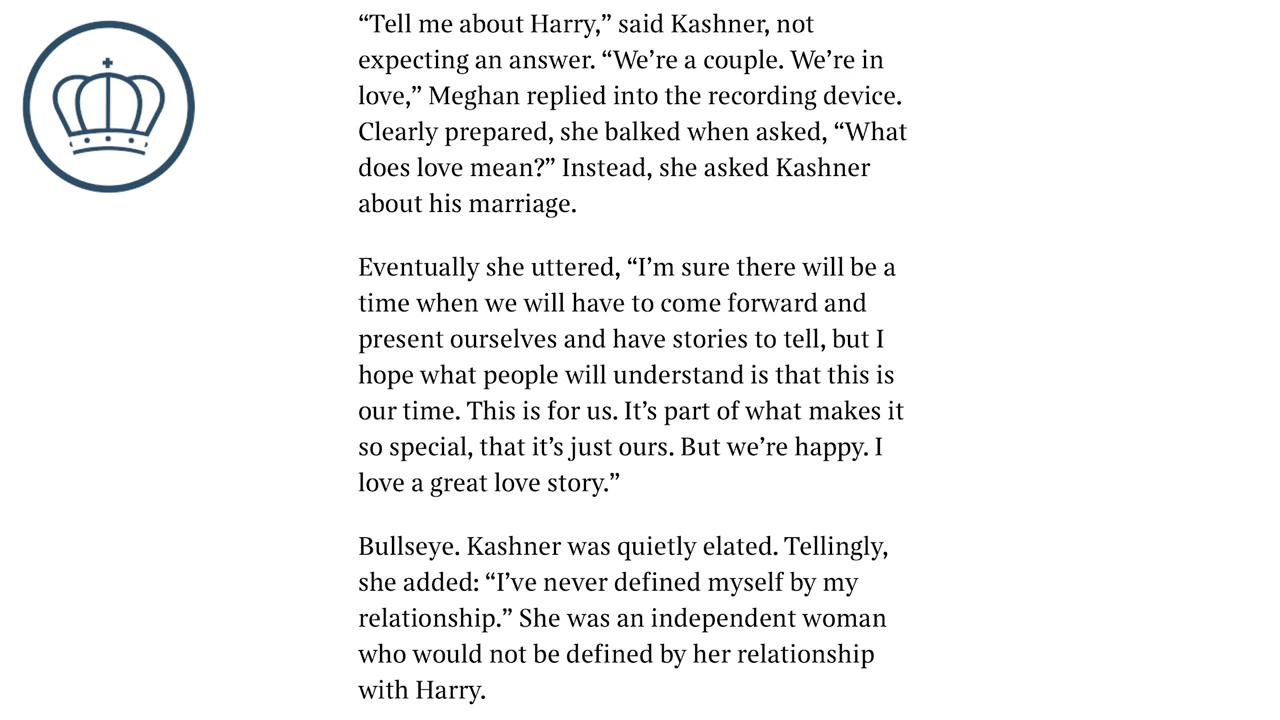 “Tell me about Harry,” said Kashner, not
expecting an answer. “We’re a couple. We’re in
love,” Meghan replied into the recording device.
Clearly prepared, she balked when asked, “What
does love mean?” Instead, she asked Kashner
about his marriage.
Eventually she uttered, “I’m sure there will be a
time when we will have to come forward and
present ourselves and have stories to tell, but I
hope what people will understand is that this is
our time. This is for us. It’s part of what makes it
so special, that it’s just ours. But we’re happy. I
love a great love story.”
Bullseye. Kashner was quietly elated. Tellingly,
she added: “I’ve never defined myself by my
relationship.” She was an independent woman
who would not be defined by her relationship
with Harry.